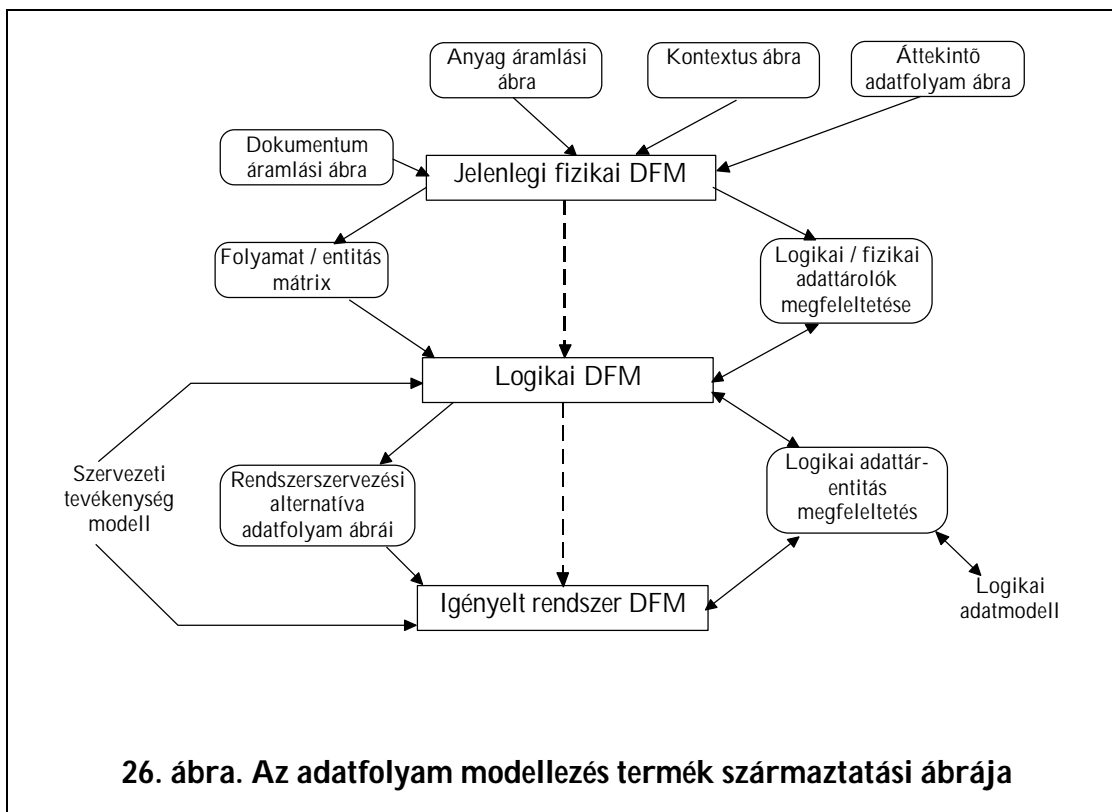 Anyag áramlási
ábra
Kontextus ábra
Áttekintõ
adatfolyam ábra
Dokumentum
áramlási ábra
Jelenlegi fizikai DFM
Folyamat / entitás
mátrix
Logikai / fizikai
adattárolók
megfeleltetése
Logikai DFM
Szervezeti
tevékenység
modell
Rendszerszervezési
alternatíva
adatfolyam ábrái
Logikai adattár-
entitás
megfeleltetés
Igényelt rendszer DFM
Logikai
adatmodell
26. ábra. Az adatfolyam modellezés termék származtatási ábrája